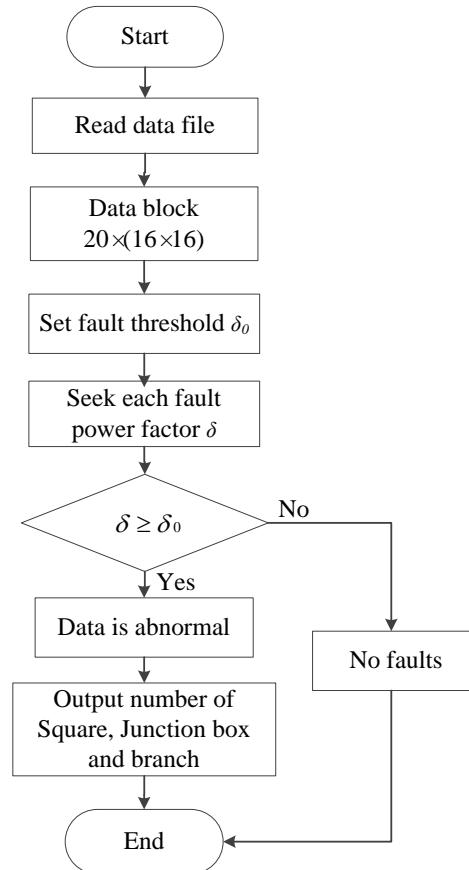 Start
Read data file
Data block
20×(16×16)
Set fault threshold δ₀
Seek each fault
power factor δ
δ ≥ δ₀
No
Yes
Data is abnormal
No faults
Output number of
Square, Junction box
and branch
End